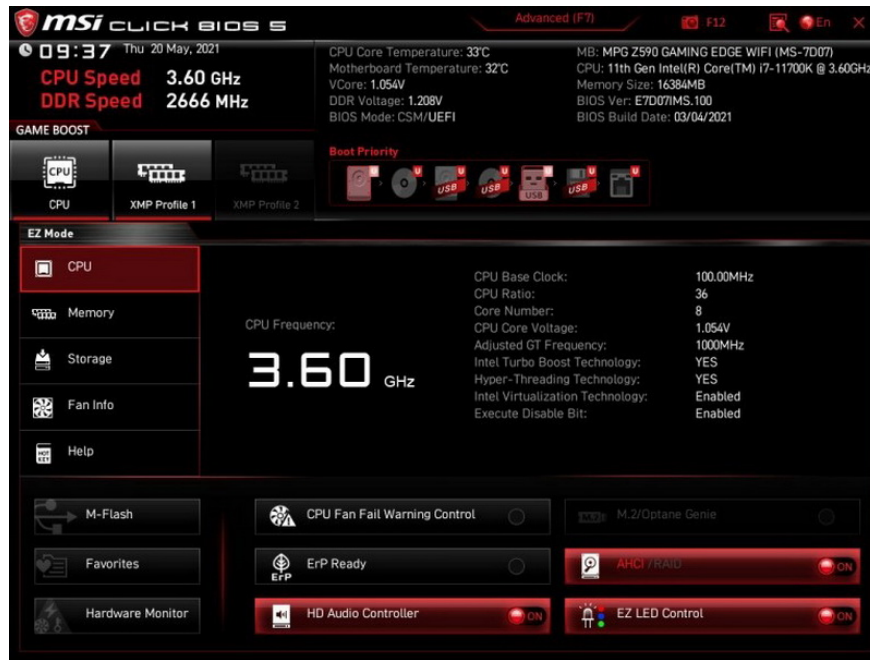 msi CLICK BIOS 5
Advanced (F7)
F12
En
X
09:37 Thu 20 May, 2021
CPU Speed 3.60 GHz
DDR Speed 2666 MHz
CPU Core Temperature: 33°C
Motherboard Temperature: 32°C
VCore: 1.054V
DDR Voltage: 1.208V
BIOS Mode: CSM/UEFI
MB: MPG Z590 GAMING EDGE WIFI (MS-7D07)
CPU: 11th Gen Intel(R) Core(TM) i7-11700K @ 3.60GHz
Memory Size: 16384MB
BIOS Ver: E7D07IMS.100
BIOS Build Date: 03/04/2021
GAME BOOST
CPU
CPU
XMP Profile 1
XMP Profile 2
Boot Priority
U
U
U USB
U USB
U USB
U USB
U
EZ Mode
CPU
Memory
Storage
Fan Info
HOT KEY Help
CPU Frequency:
3.60 GHz
CPU Base Clock: 100.00MHz
CPU Ratio: 36
Core Number: 8
CPU Core Voltage: 1.054V
Adjusted GT Frequency: 1000MHz
Intel Turbo Boost Technology: YES
Hyper-Threading Technology: YES
Intel Virtualization Technology: Enabled
Execute Disable Bit: Enabled
M-Flash
Favorites
Hardware Monitor
CPU Fan Fail Warning Control
ErP ErP Ready
HD Audio Controller ON
M.2 M.2/Optane Genie
AHCI /RAID ON
EZ LED Control ON